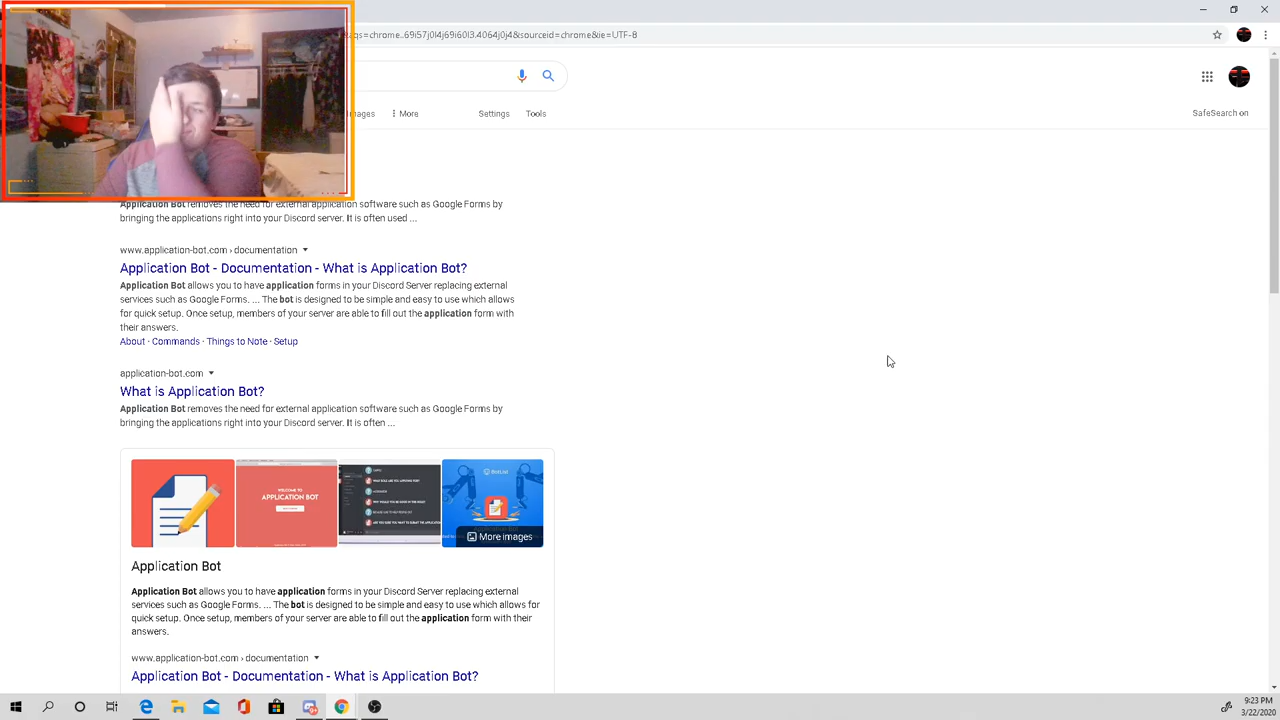 qs=chrome..69i57j0l4j69i60l3.4064j0j4&sourceid=chrome&ie=UTF-8
Images
More
Settings
Tools
SafeSearch on
Application Bot removes the need for external application software such as Google Forms by
bringing the applications right into your Discord server. It is often used ...
www.application-bot.com › documentation
Application Bot - Documentation - What is Application Bot?
Application Bot allows you to have application forms in your Discord Server replacing external
services such as Google Forms. ... The bot is designed to be simple and easy to use which allows
for quick setup. Once setup, members of your server are able to fill out the application form with
their answers.
About · Commands · Things to Note · Setup
application-bot.com
What is Application Bot?
Application Bot removes the need for external application software such as Google Forms by
bringing the applications right into your Discord server. It is often ...
WELCOME TO
APPLICATION BOT
More images
Application Bot
Application Bot allows you to have application forms in your Discord Server replacing external
services such as Google Forms. ... The bot is designed to be simple and easy to use which allows for
quick setup. Once setup, members of your server are able to fill out the application form with their
answers.
www.application-bot.com › documentation
Application Bot - Documentation - What is Application Bot?
9:23 PM
3/22/2020